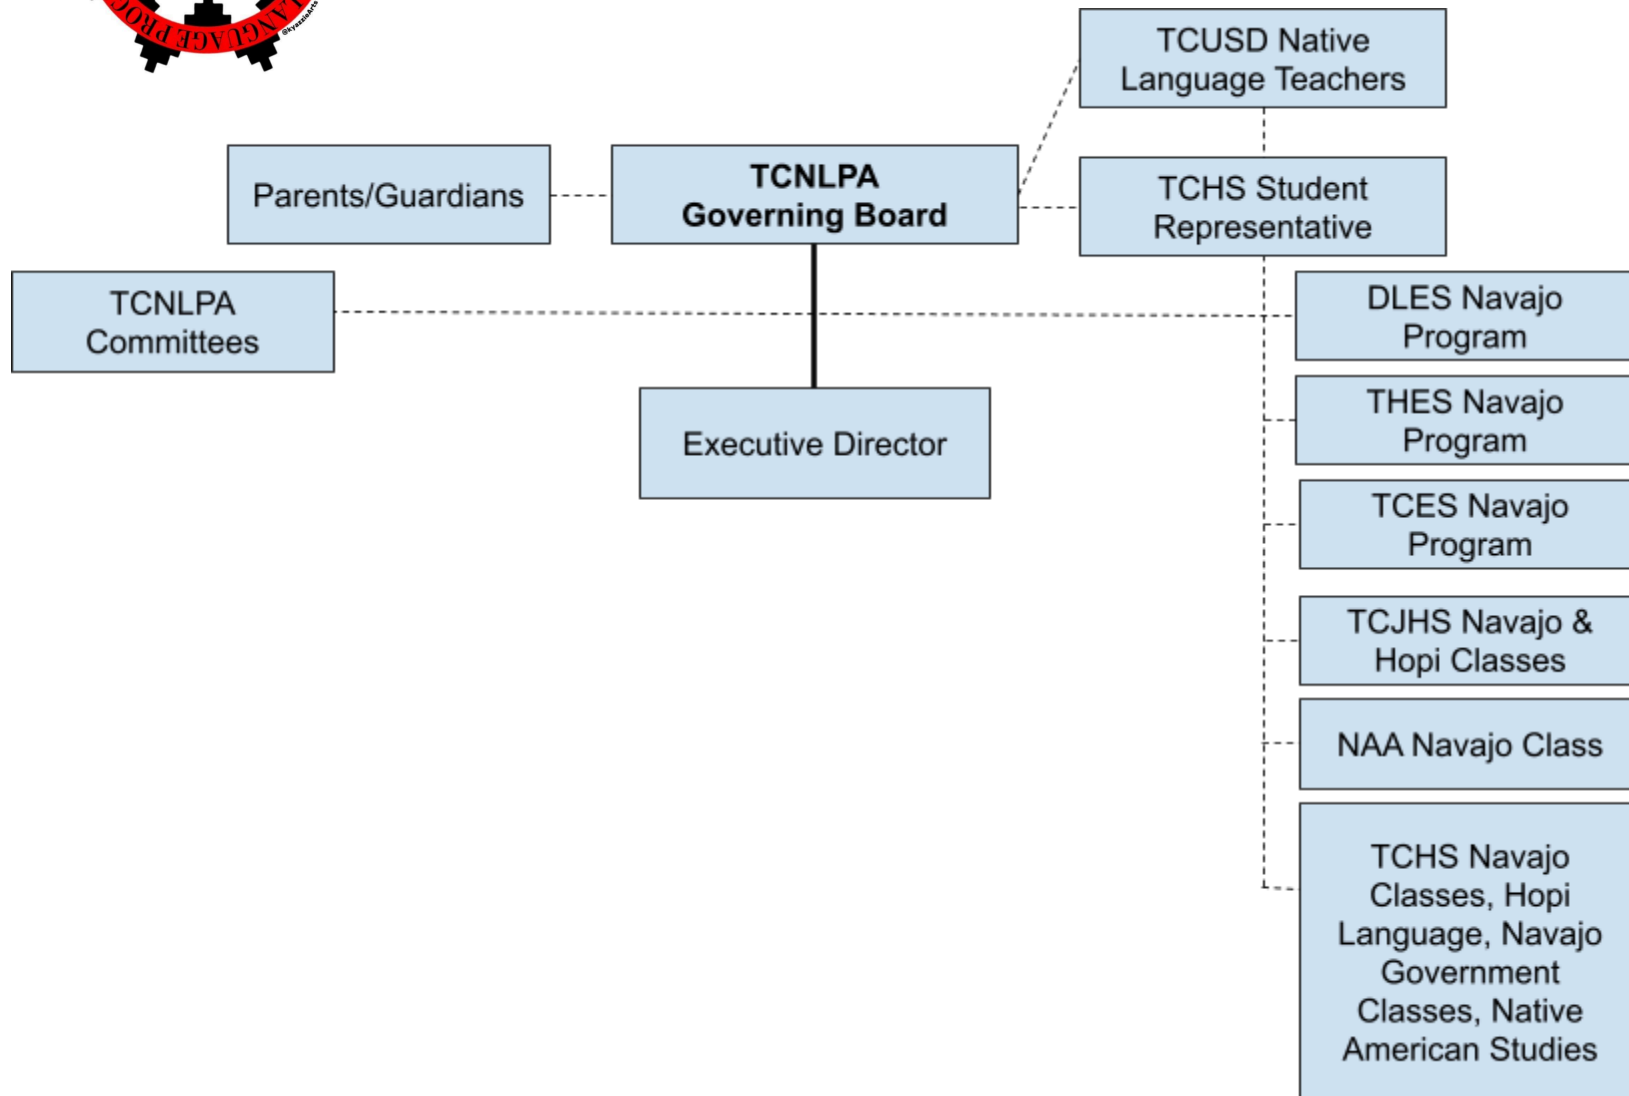 LANGUAGE
@kyazzieArts
TCUSD Native
Language Teachers
Parents/Guardians
TCNLPA
Governing Board
TCHS Student
Representative
TCNLPA
Committees
DLES Navajo
Program
THES Navajo
Program
Executive Director
TCES Navajo
Program
TCJHS Navajo &
Hopi Classes
NAA Navajo Class
TCHS Navajo
Classes, Hopi
Language, Navajo
Government
Classes, Native
American Studies